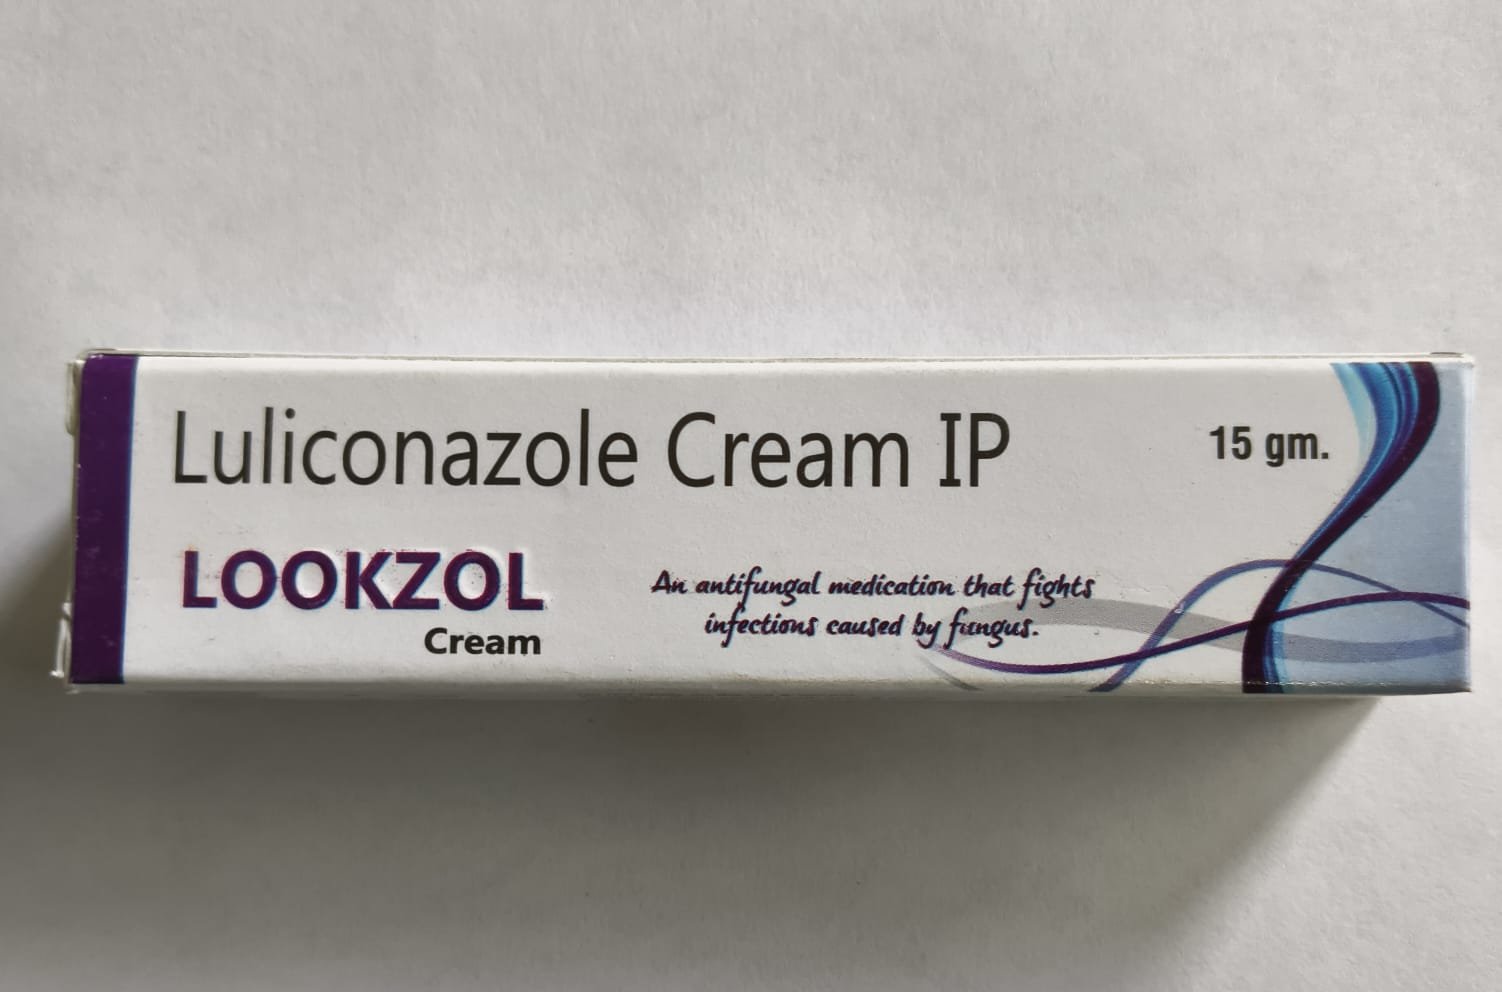 Luliconazole Cream IP
15 gm.
LOOKZOL
Cream
An antifungal medication that fights
infections caused by fungus.